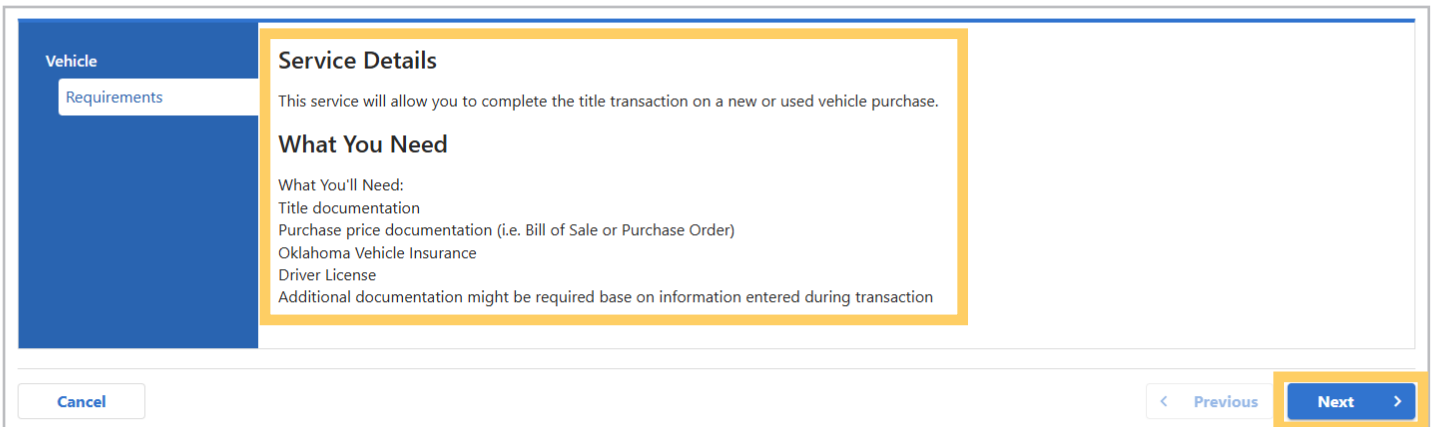 Vehicle
Requirements
Service Details
This service will allow you to complete the title transaction on a new or used vehicle purchase.
What You Need
What You'll Need:
Title documentation
Purchase price documentation (i.e. Bill of Sale or Purchase Order)
Oklahoma Vehicle Insurance
Driver License
Additional documentation might be required base on information entered during transaction
Cancel
< Previous
Next >